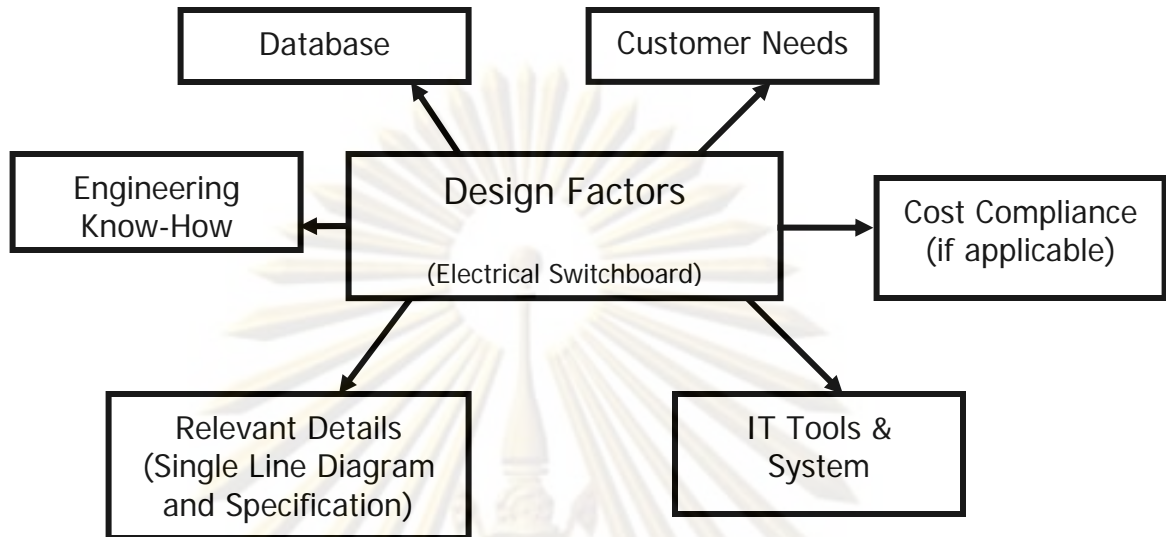 Database
Customer Needs
Engineering
Know-How
Design Factors
(Electrical Switchboard)
Cost Compliance
(if applicable)
Relevant Details
(Single Line Diagram
and Specification)
IT Tools &
System